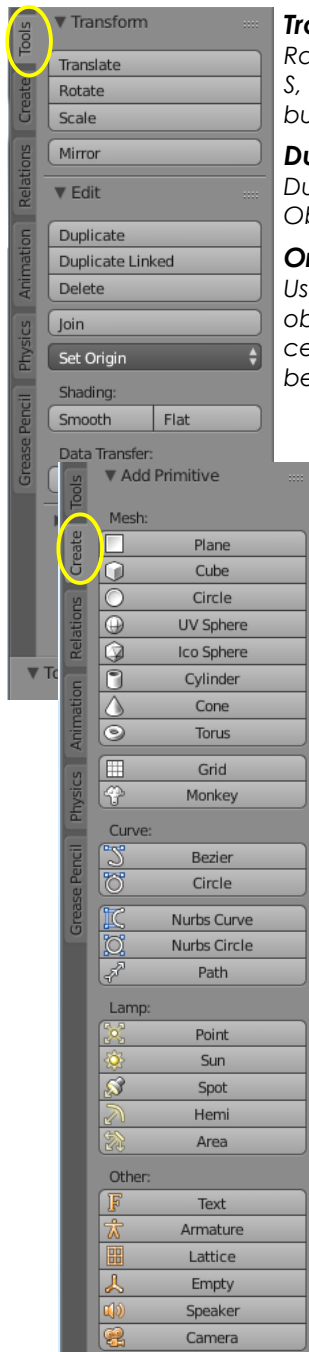 Tools
Create
Relations
Animation
Physics
Grease Pencil
▼ Transform
Translate
Rotate
Scale
Mirror
▼ Edit
Duplicate
Duplicate Linked
Delete
Join
Set Origin
Shading:
Smooth Flat
Data Transfer:
S,
Tools
Create
Relations
Animation
Physics
Grease Pencil
▼ Add Primitive
Mesh:
Plane
Cube
Circle
UV Sphere
Ico Sphere
Cylinder
Cone
Torus
Grid
Monkey
Curve:
Bezier
Circle
Nurbs Curve
Nurbs Circle
Path
Lamp:
Point
Sun
Spot
Hemi
Area
Other:
Text
Armature
Lattice
Empty
Speaker
Camera